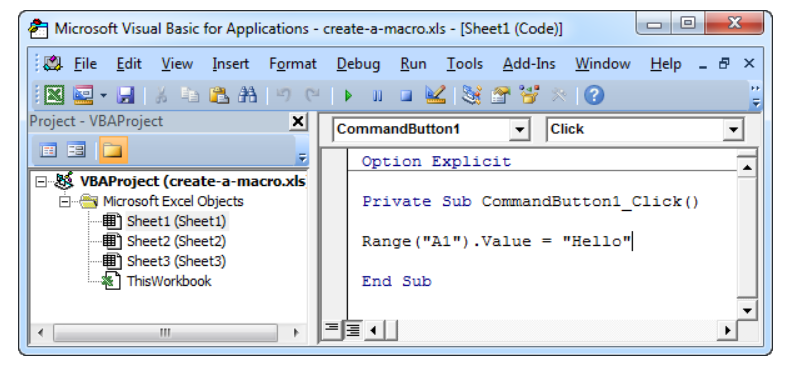 Microsoft Visual Basic for Applications - create-a-macro.xls - [Sheet1 (Code)]
File Edit View Insert Format Debug Run Tools Add-Ins Window Help
Project - VBAProject
VBAProject (create-a-macro.xls
Microsoft Excel Objects
Sheet1 (Sheet1)
Sheet2 (Sheet2)
Sheet3 (Sheet3)
ThisWorkbook
CommandButton1 Click
Option Explicit
Private Sub CommandButton1_Click()
Range("A1").Value = "Hello"
End Sub